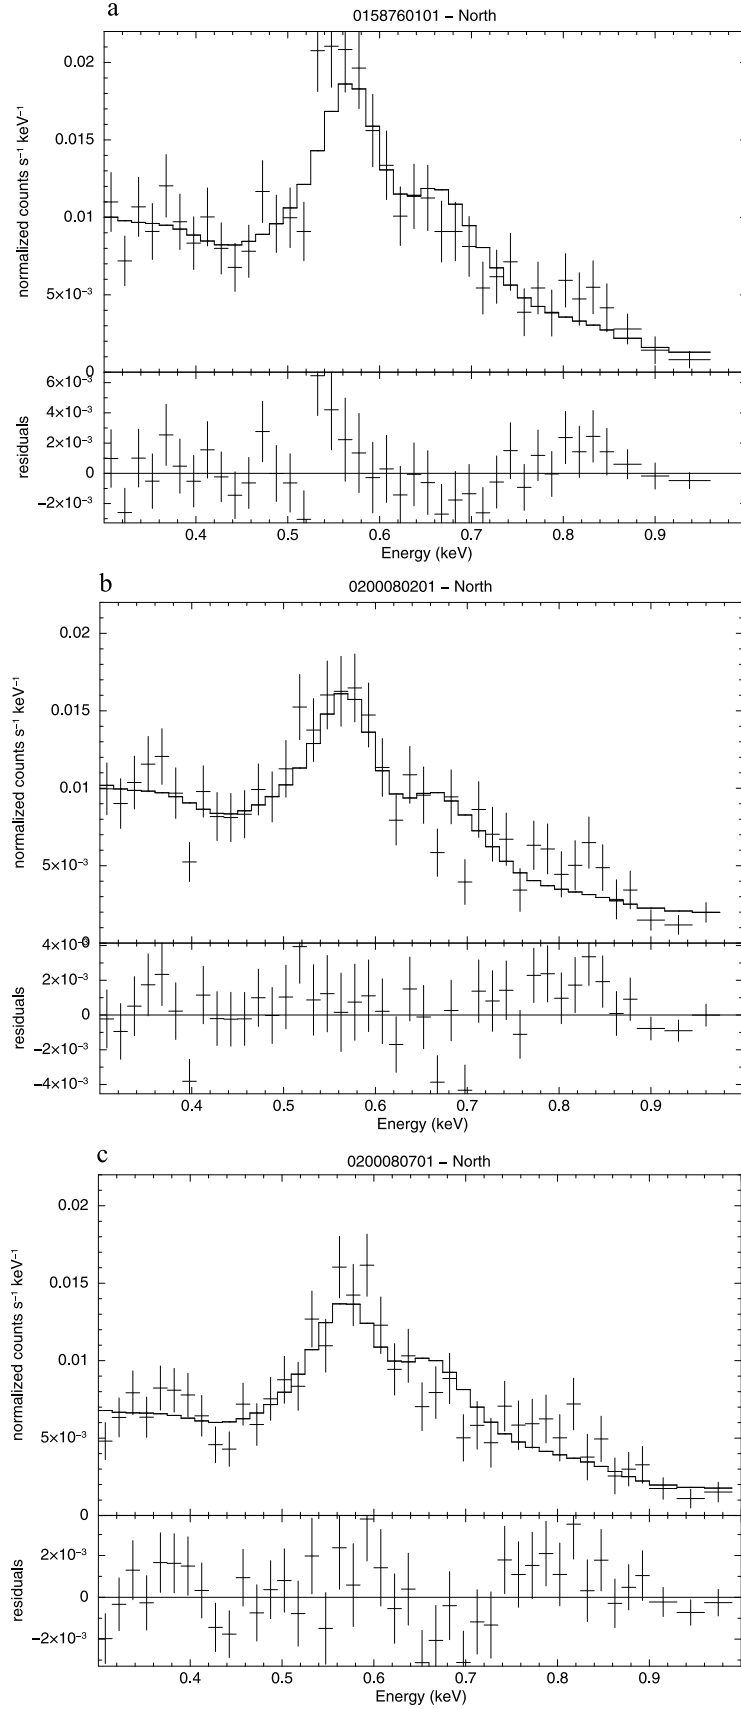 a
0158760101 – North
0.02
0.015
0.01
5×10⁻³
0
normalized counts s⁻¹ keV⁻¹
6×10⁻³
4×10⁻³
2×10⁻³
0
−2×10⁻³
residuals
0.4 0.5 0.6 0.7 0.8 0.9
Energy (keV)
b
0200080201 – North
0.02
0.015
0.01
5×10⁻³
0
normalized counts s⁻¹ keV⁻¹
4×10⁻³
2×10⁻³
0
−2×10⁻³
−4×10⁻³
residuals
0.4 0.5 0.6 0.7 0.8 0.9
Energy (keV)
c
0200080701 – North
0.02
0.015
0.01
5×10⁻³
0
normalized counts s⁻¹ keV⁻¹
2×10⁻³
0
−2×10⁻³
residuals
0.4 0.5 0.6 0.7 0.8 0.9
Energy (keV)